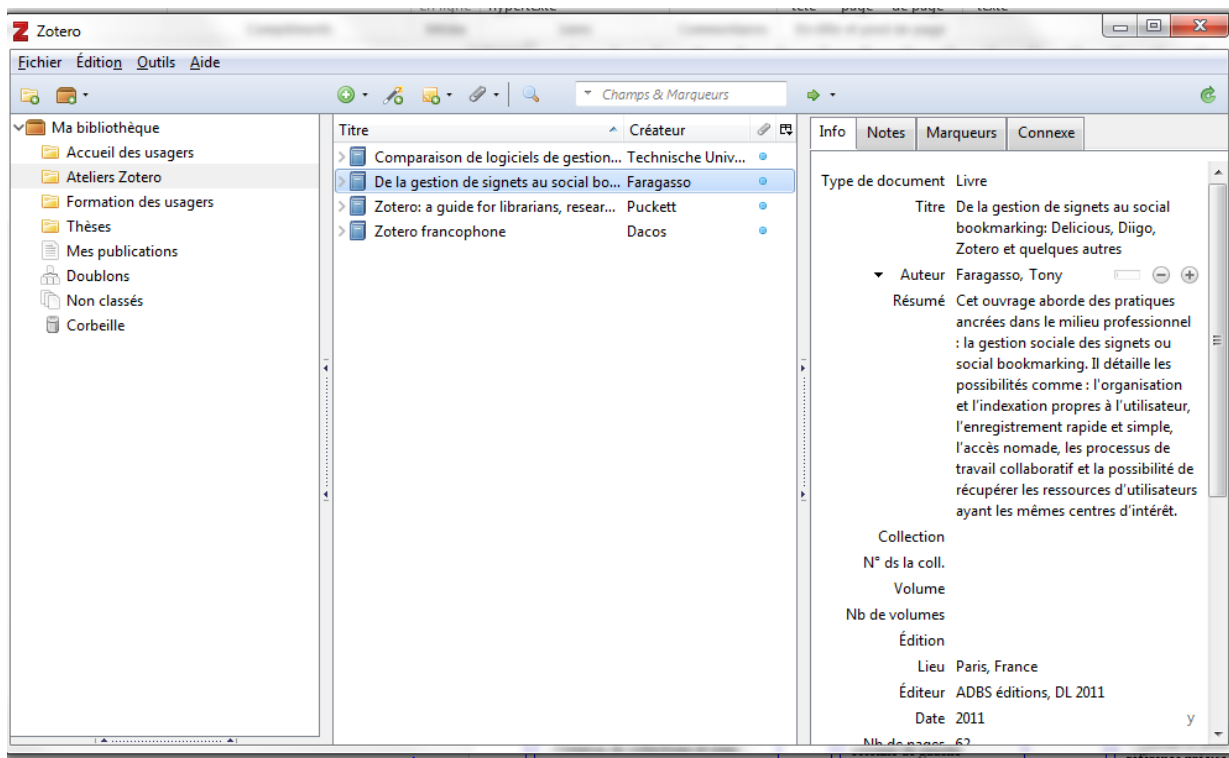 en ligne hypertexte
Zotero
Fichier Édition Outils Aide
Champs & Marqueurs
Ma bibliothèque
Accueil des usagers
Ateliers Zotero
Formation des usagers
Thèses
Mes publications
Doublons
Non classés
Corbeille
Titre Créateur
Comparaison de logiciels de gestion... Technische Univ...
De la gestion de signets au social bo... Faragasso
Zotero: a guide for librarians, resear... Puckett
Zotero francophone Dacos
Info Notes Marqueurs Connexe
Type de document Livre
Titre De la gestion de signets au social
bookmarking: Delicious, Diigo,
Zotero et quelques autres
Auteur Faragasso, Tony
Résumé Cet ouvrage aborde des pratiques
ancrées dans le milieu professionnel
: la gestion sociale des signets ou
social bookmarking. Il détaille les
possibilités comme : l'organisation
et l'indexation propres à l'utilisateur,
l'enregistrement rapide et simple,
l'accès nomade, les processus de
travail collaboratif et la possibilité de
récupérer les ressources d'utilisateurs
ayant les mêmes centres d'intérêt.
Collection
N° ds la coll.
Volume
Nb de volumes
Édition
Lieu Paris, France
Éditeur ADBS éditions, DL 2011
Date 2011 y
Nb de pages 62